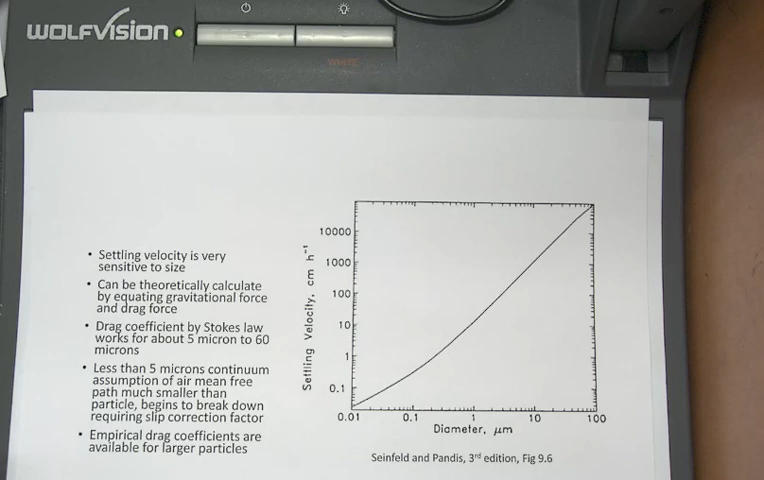 WOLFVISION
WHITE
• Settling velocity is very
sensitive to size
• Can be theoretically calculate
by equating gravitational force
and drag force
• Drag coefficient by Stokes law
works for about 5 micron to 60
microns
• Less than 5 microns continuum
assumption of air mean free
path much smaller than
particle, begins to break down
requiring slip correction factor
• Empirical drag coefficients are
available for larger particles
Settling Velocity, cm h⁻¹
10000
1000
100
10
1
0.1
0.01 0.1 1 10 100
Diameter, μm
Seinfeld and Pandis, 3rd edition, Fig 9.6